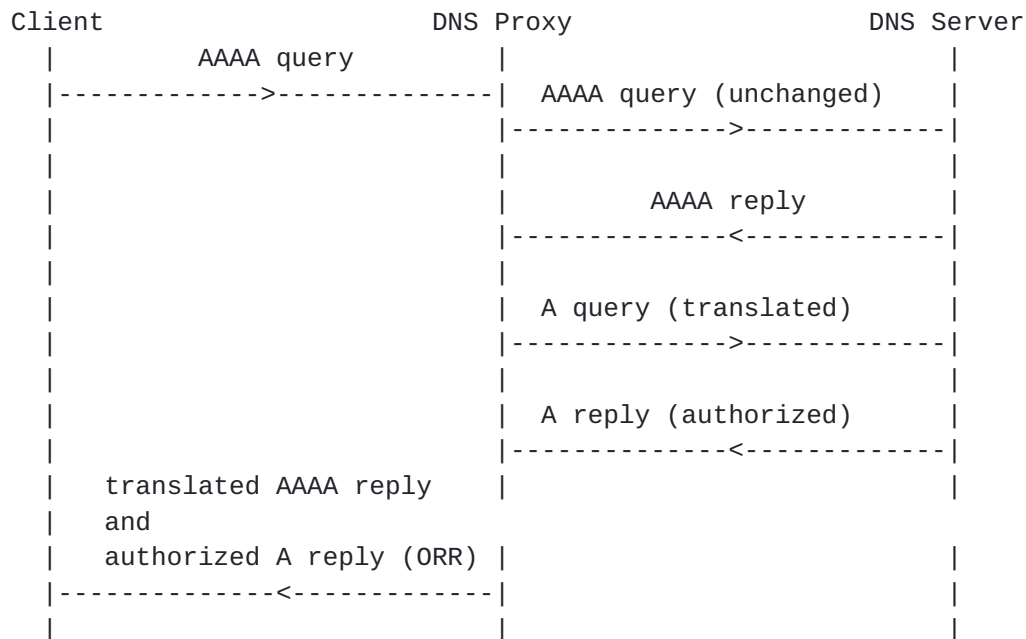 Client DNS Proxy DNS Server
AAAA query
AAAA query (unchanged)
AAAA reply
A query (translated)
A reply (authorized)
translated AAAA reply
and
authorized A reply (ORR)